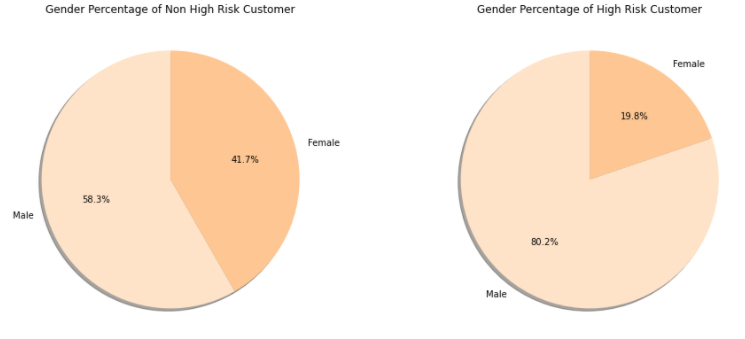 Gender Percentage of Non High Risk Customer
Female
41.7%
58.3%
Male
Gender Percentage of High Risk Customer
Female
19.8%
80.2%
Male